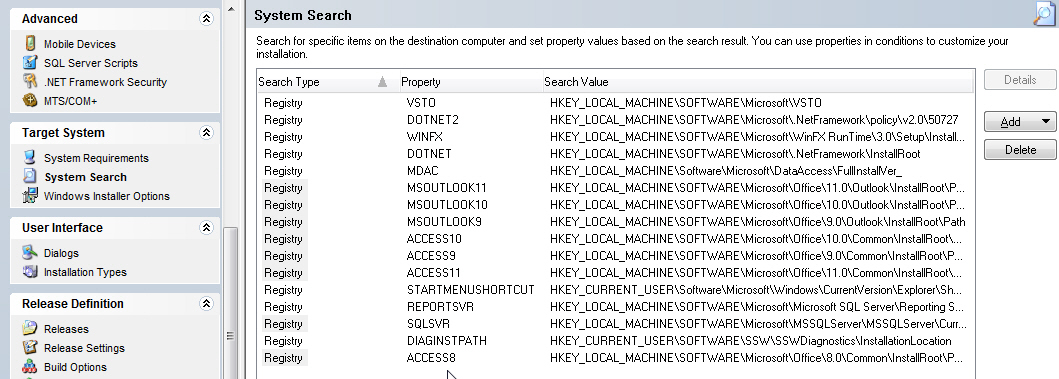 Advanced
Mobile Devices
SQL Server Scripts
.NET Framework Security
MTS/COM+
Target System
System Requirements
System Search
Windows Installer Options
User Interface
Dialogs
Installation Types
Release Definition
Releases
Release Settings
Build Options
System Search
Search for specific items on the destination computer and set property values based on the search result. You can use properties in conditions to customize your
installation.
Search Type Property Search Value
Registry VSTO HKEY_LOCAL_MACHINE\SOFTWARE\Microsoft\VSTO
Registry DOTNET2 HKEY_LOCAL_MACHINE\SOFTWARE\Microsoft\.NetFramework\policy\v2.0\50727
Registry WINFX HKEY_LOCAL_MACHINE\SOFTWARE\Microsoft\WinFX RunTime\3.0\Setup\Install...
Registry DOTNET HKEY_LOCAL_MACHINE\SOFTWARE\Microsoft\.NetFramework\InstallRoot
Registry MDAC HKEY_LOCAL_MACHINE\Software\Microsoft\DataAccess\FullInstallVer_
Registry MSOUTLOOK11 HKEY_LOCAL_MACHINE\SOFTWARE\Microsoft\Office\11.0\Outlook\InstallRoot\P...
Registry MSOUTLOOK10 HKEY_LOCAL_MACHINE\SOFTWARE\Microsoft\Office\10.0\Outlook\InstallRoot\P...
Registry MSOUTLOOK9 HKEY_LOCAL_MACHINE\SOFTWARE\Microsoft\Office\9.0\Outlook\InstallRoot\Path
Registry ACCESS10 HKEY_LOCAL_MACHINE\SOFTWARE\Microsoft\Office\10.0\Common\InstallRoot\...
Registry ACCESS9 HKEY_LOCAL_MACHINE\SOFTWARE\Microsoft\Office\9.0\Common\InstallRoot\P...
Registry ACCESS11 HKEY_LOCAL_MACHINE\SOFTWARE\Microsoft\Office\11.0\Common\InstallRoot\...
Registry STARTMENUSHORTCUT HKEY_CURRENT_USER\Software\Microsoft\Windows\CurrentVersion\Explorer\Sh...
Registry REPORTSVR HKEY_LOCAL_MACHINE\SOFTWARE\Microsoft\Microsoft SQL Server\Reporting S...
Registry SQLSVR HKEY_LOCAL_MACHINE\SOFTWARE\Microsoft\MSSQLServer\MSSQLServer\Curr...
Registry DIAGINSTPATH HKEY_CURRENT_USER\SOFTWARE\SSW\SSWDiagnostics\InstallationLocation
Registry ACCESS8 HKEY_LOCAL_MACHINE\SOFTWARE\Microsoft\Office\8.0\Common\InstallRoot\P...
Details
Add
Delete